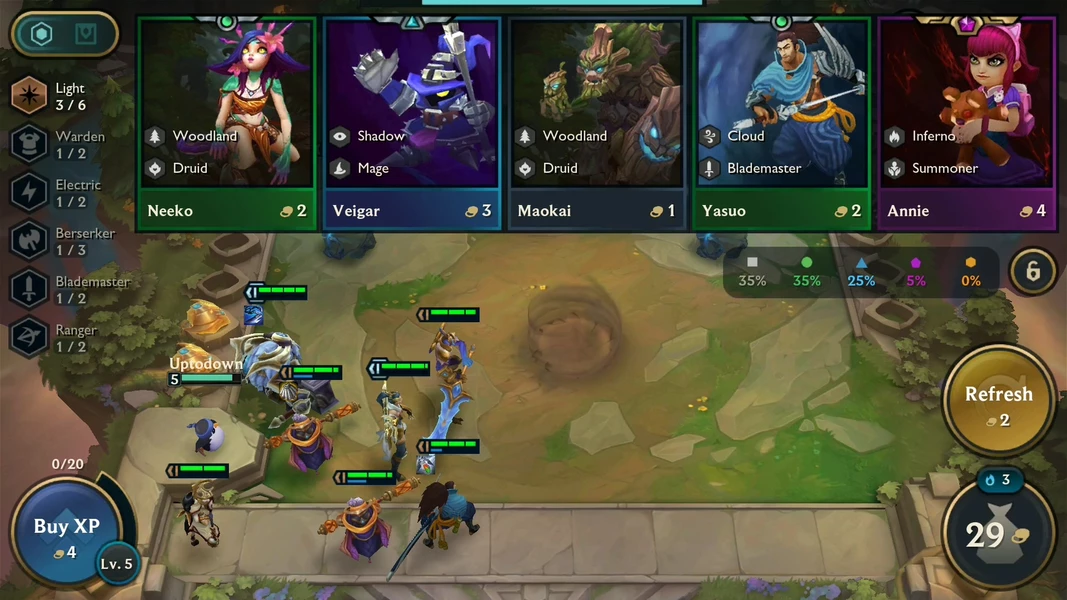 Light
3 / 6
Warden
1 / 2
Electric
1 / 2
Berserker
1 / 3
Blademaster
1 / 2
Ranger
1 / 2
Woodland
Druid
Neeko 2
Shadow
Mage
Veigar 3
Woodland
Druid
Maokai 1
Cloud
Blademaster
Yasuo 2
Inferno
Summoner
Annie 4
35% 35% 25% 5% 0%
6
Uptodown
5
Refresh
2
0/20
Buy XP
4
Lv. 5
3
29